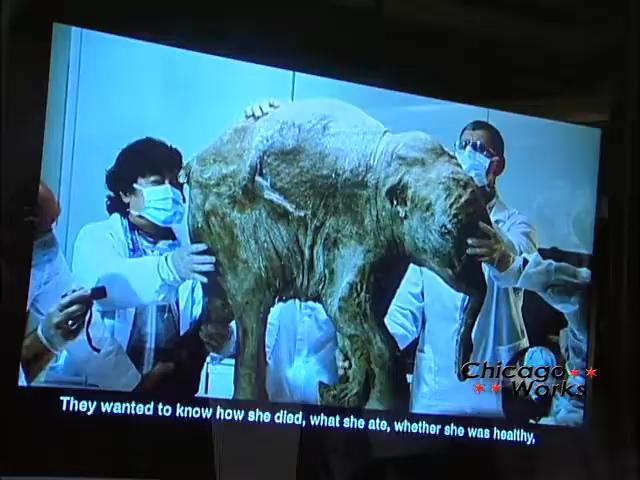 Chicago
Works
They wanted to know how she died, what she ate, whether she was healthy,